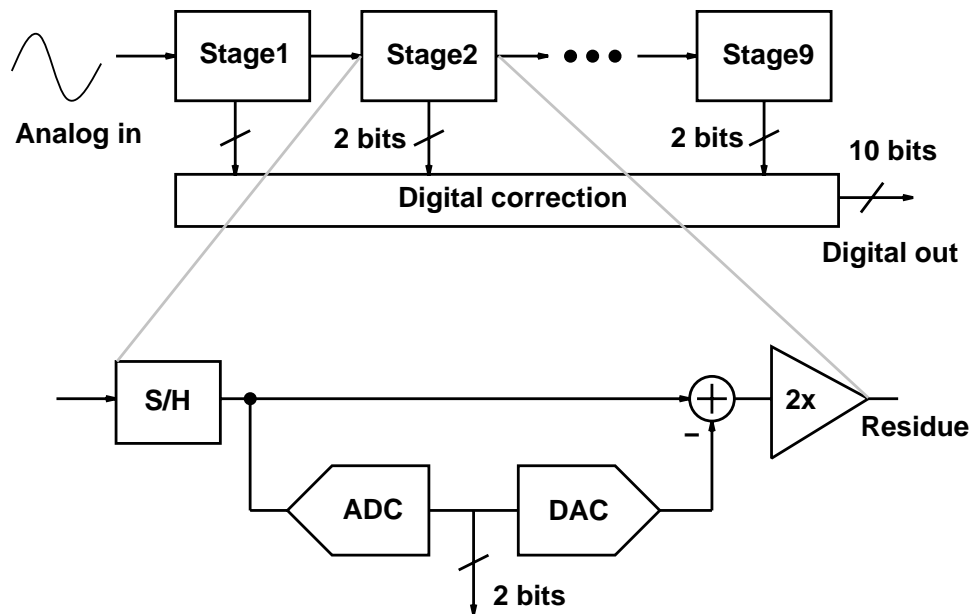 Stage1
Stage2
Stage9
Analog in
2 bits
2 bits
10 bits
Digital correction
Digital out
S/H
2x
Residue
ADC
DAC
2 bits